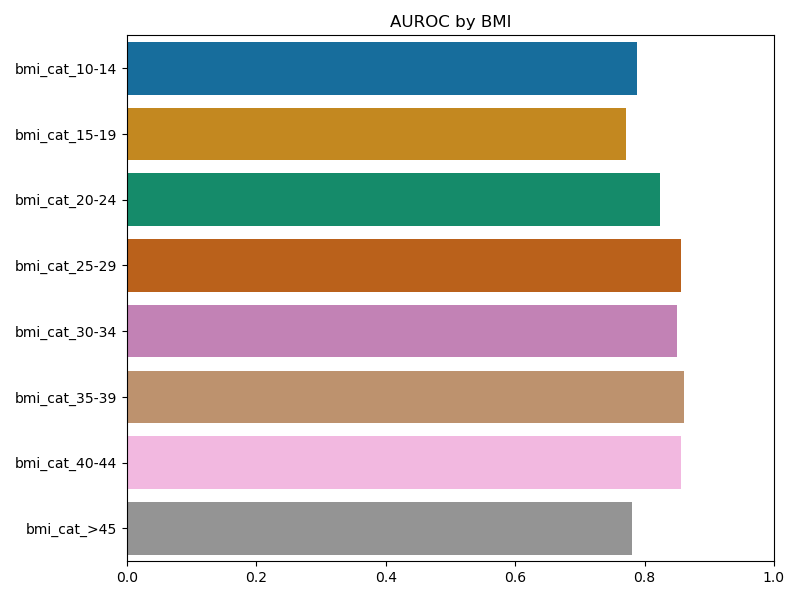 AUROC by BMI
bmi_cat_10-14
bmi_cat_15-19
bmi_cat_20-24
bmi_cat_25-29
bmi_cat_30-34
bmi_cat_35-39
bmi_cat_40-44
bmi_cat_>45
0.0 0.2 0.4 0.6 0.8 1.0